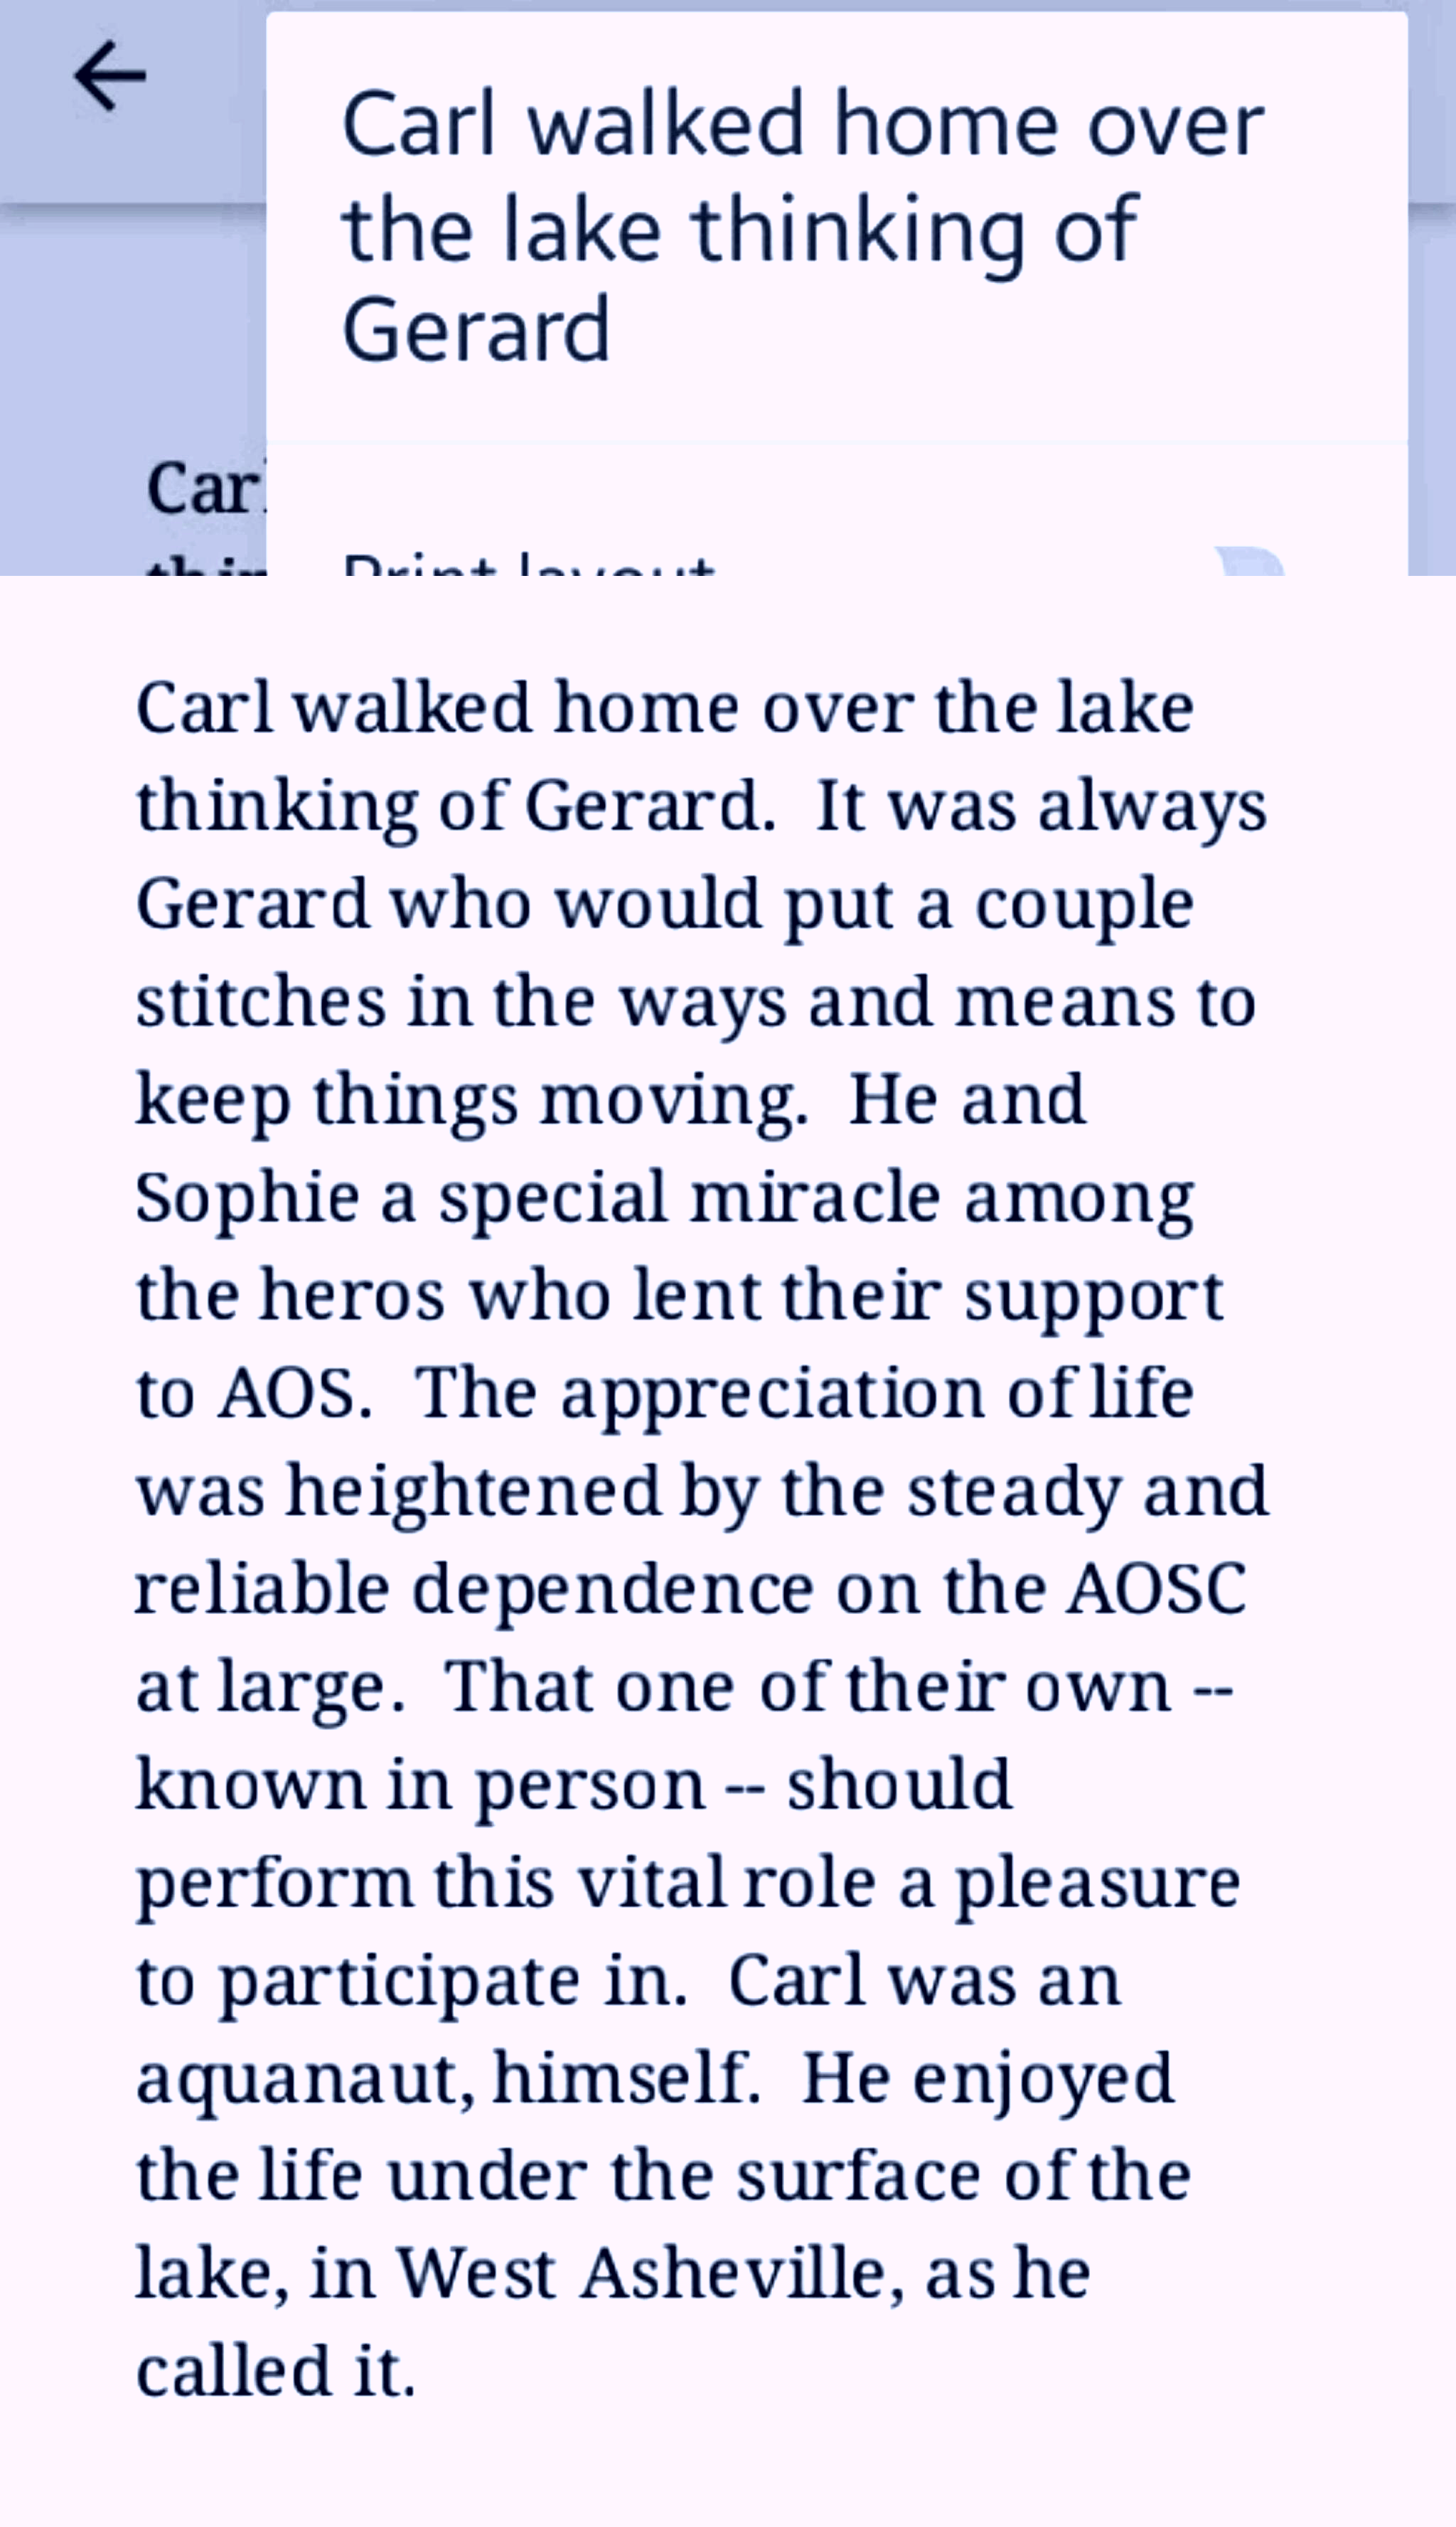 Carl walked home over
the lake thinking of
Gerard
Carl
Print layout
Carl walked home over the lake
thinking of Gerard.  It was always
Gerard who would put a couple
stitches in the ways and means to
keep things moving.  He and
Sophie a special miracle among
the heros who lent their support
to AOS.  The appreciation of life
was heightened by the steady and
reliable dependence on the AOSC
at large.  That one of their own --
known in person -- should
perform this vital role a pleasure
to participate in.  Carl was an
aquanaut, himself.  He enjoyed
the life under the surface of the
lake, in West Asheville, as he
called it.